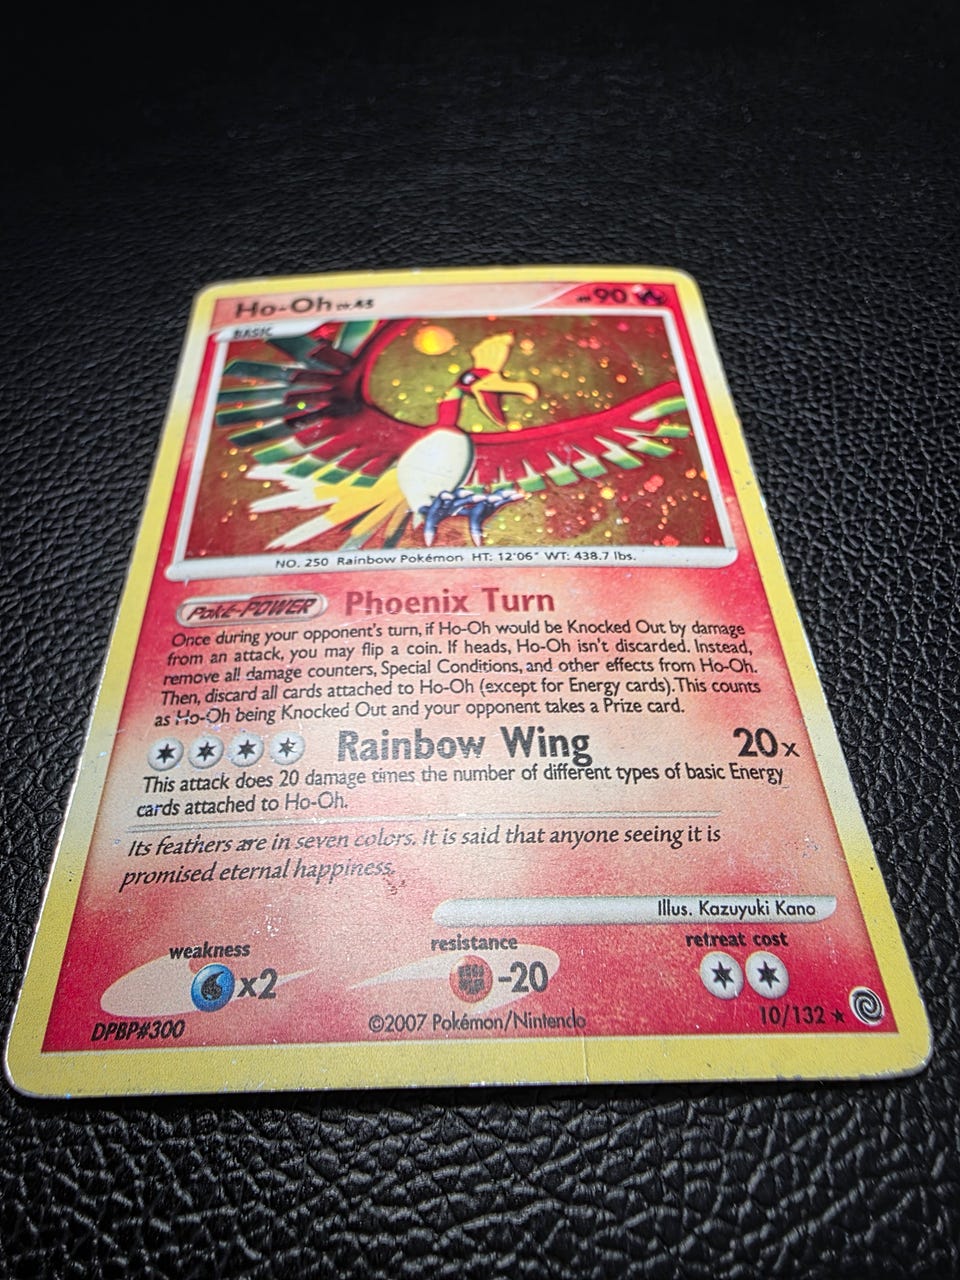 Ho-Oh LV.45
HP 90
BASIC
NO. 250 Rainbow Pokémon HT: 12'06" WT: 438.7 lbs.
Poké-POWER Phoenix Turn
Once during your opponent's turn, if Ho-Oh would be Knocked Out by damage
from an attack, you may flip a coin. If heads, Ho-Oh isn't discarded. Instead,
remove all damage counters, Special Conditions, and other effects from Ho-Oh.
Then, discard all cards attached to Ho-Oh (except for Energy cards). This counts
as Ho-Oh being Knocked Out and your opponent takes a Prize card.
Rainbow Wing 20x
This attack does 20 damage times the number of different types of basic Energy
cards attached to Ho-Oh.
Its feathers are in seven colors. It is said that anyone seeing it is
promised eternal happiness.
Illus. Kazuyuki Kano
weakness resistance retreat cost
x2 -20
DPBP#300 ©2007 Pokémon/Nintendo 10/132 ★